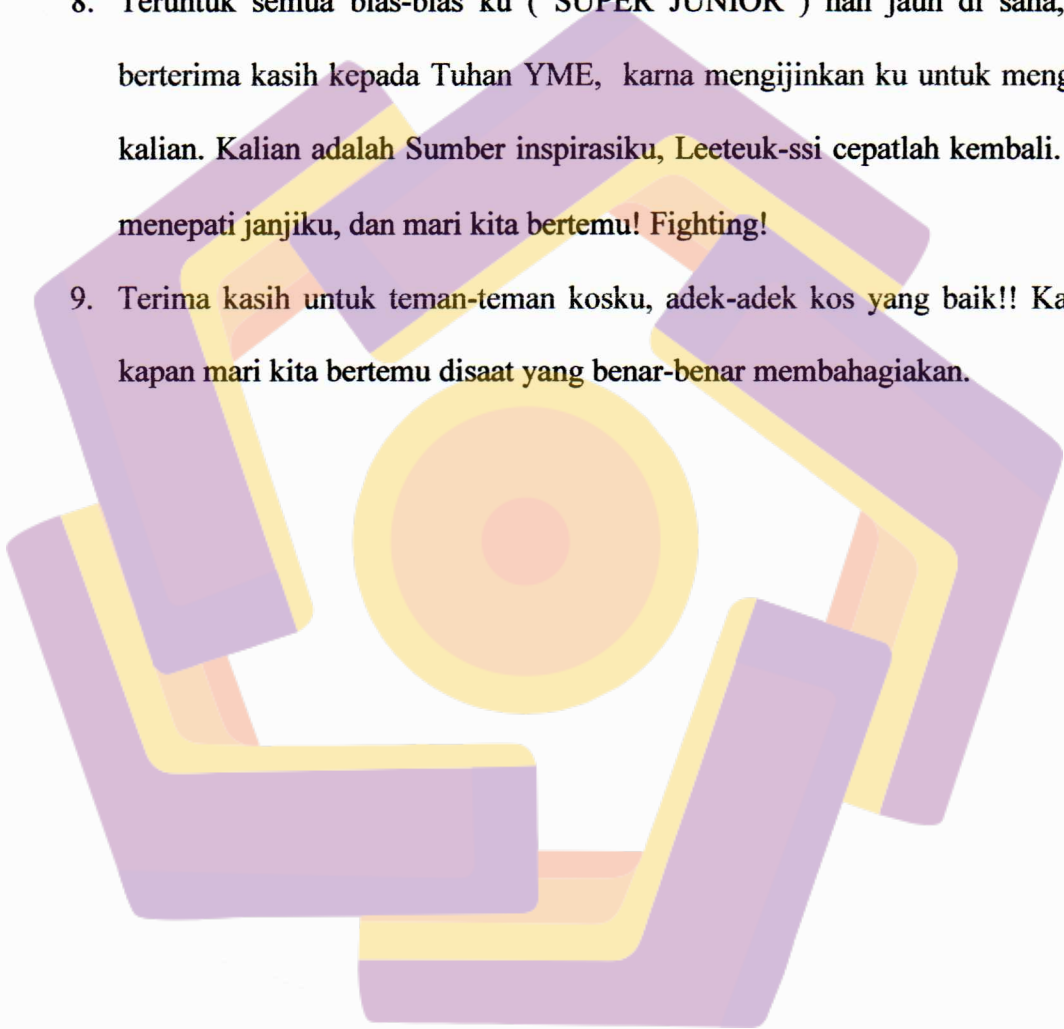 8. Teruntuk semua bias-bias ku ( SUPER JUNIOR ) nan jauh di sana,
berterima kasih kepada Tuhan YME, karna mengijinkan ku untuk
kalian. Kalian adalah Sumber inspirasiku, Leeteuk-ssi cepatlah kembali.
menepati janjiku, dan mari kita bertemu! Fighting!
9. Terima kasih untuk teman-teman kosku, adek-adek kos yang baik!!
kapan mari kita bertemu disaat yang benar-benar membahagiakan.